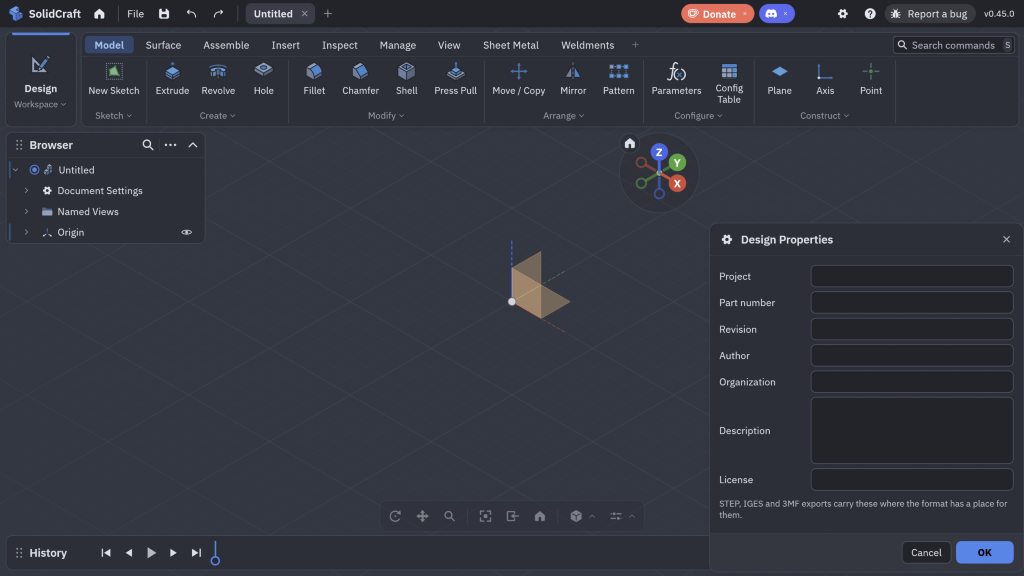 SolidCraft
File
Untitled
Donate
Report a bug
v0.45.0
Design
Workspace
Model
Surface
Assemble
Insert
Inspect
Manage
View
Sheet Metal
Weldments
Search commands
S
New Sketch
Extrude
Revolve
Hole
Fillet
Chamfer
Shell
Press Pull
Move / Copy
Mirror
Pattern
Parameters
Config
Table
Plane
Axis
Point
Sketch
Create
Modify
Arrange
Configure
Construct
Browser
Untitled
Document Settings
Named Views
Origin
Z
Y
X
Design Properties
Project
Part number
Revision
Author
Organization
Description
License
STEP, IGES and 3MF exports carry these where the format has a place for
them.
Cancel
OK
History